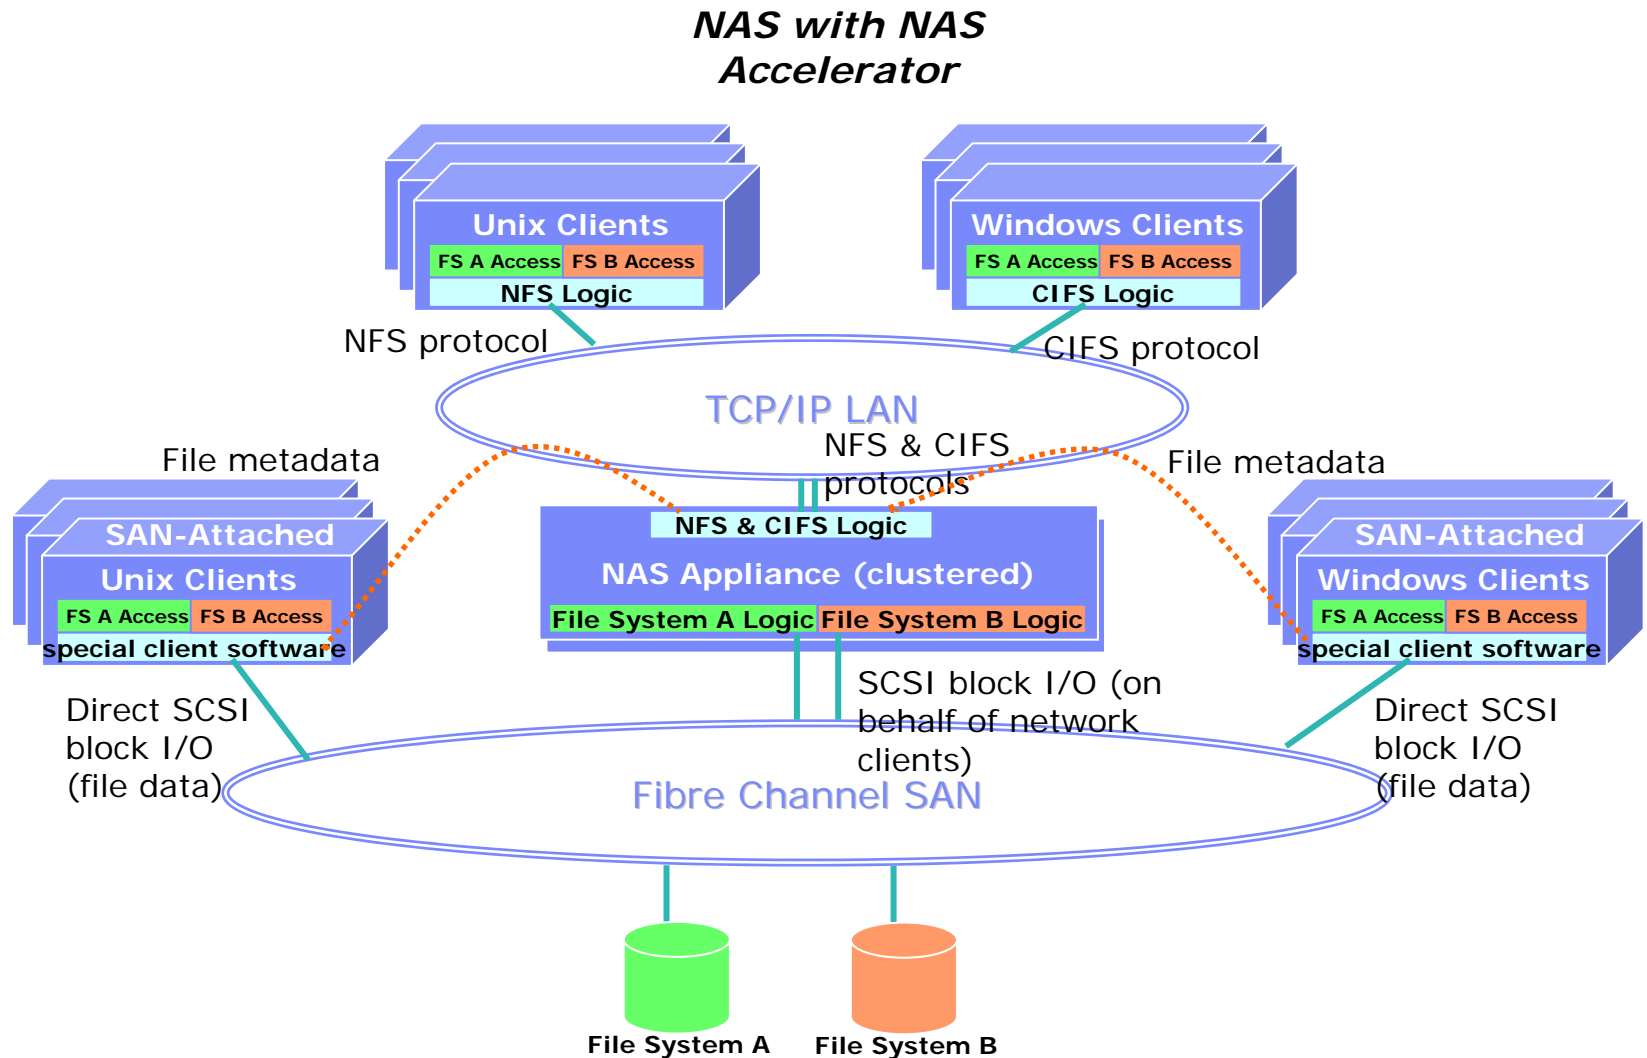 NAS with NAS
Accelerator
Unix Clients
FS A Access
FS B Access
NFS Logic
Windows Clients
FS A Access
FS B Access
CIFS Logic
NFS protocol
CIFS protocol
TCP/IP LAN
NFS & CIFS
protocols
File metadata
File metadata
SAN-Attached
Unix Clients
FS A Access
FS B Access
special client software
NFS & CIFS Logic
NAS Appliance (clustered)
File System A Logic
File System B Logic
SAN-Attached
Windows Clients
FS A Access
FS B Access
special client software
Direct SCSI
block I/O
(file data)
SCSI block I/O (on
behalf of network
clients)
Direct SCSI
block I/O
(file data)
Fibre Channel SAN
File System A
File System B